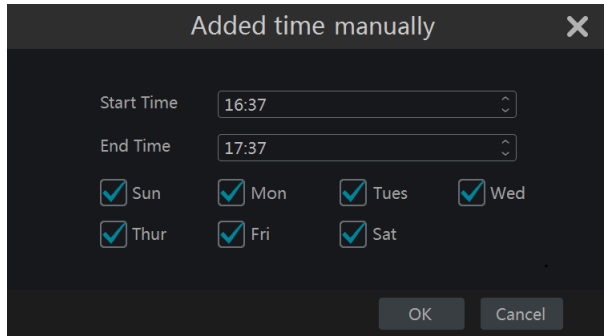 Added time manually
Start Time 16:37
End Time 17:37
Sun Mon Tues Wed
Thur Fri Sat
OK Cancel